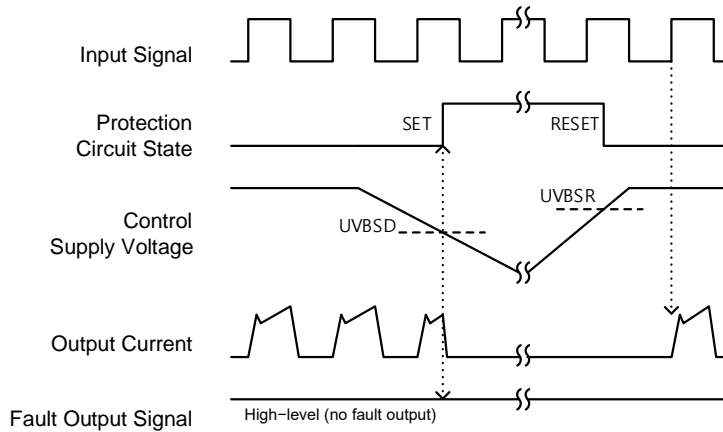 Input Signal
Protection
Circuit State
SET
RESET
Control
Supply Voltage
UVBSD
UVBSR
Output Current
Fault Output Signal
High−level (no fault output)